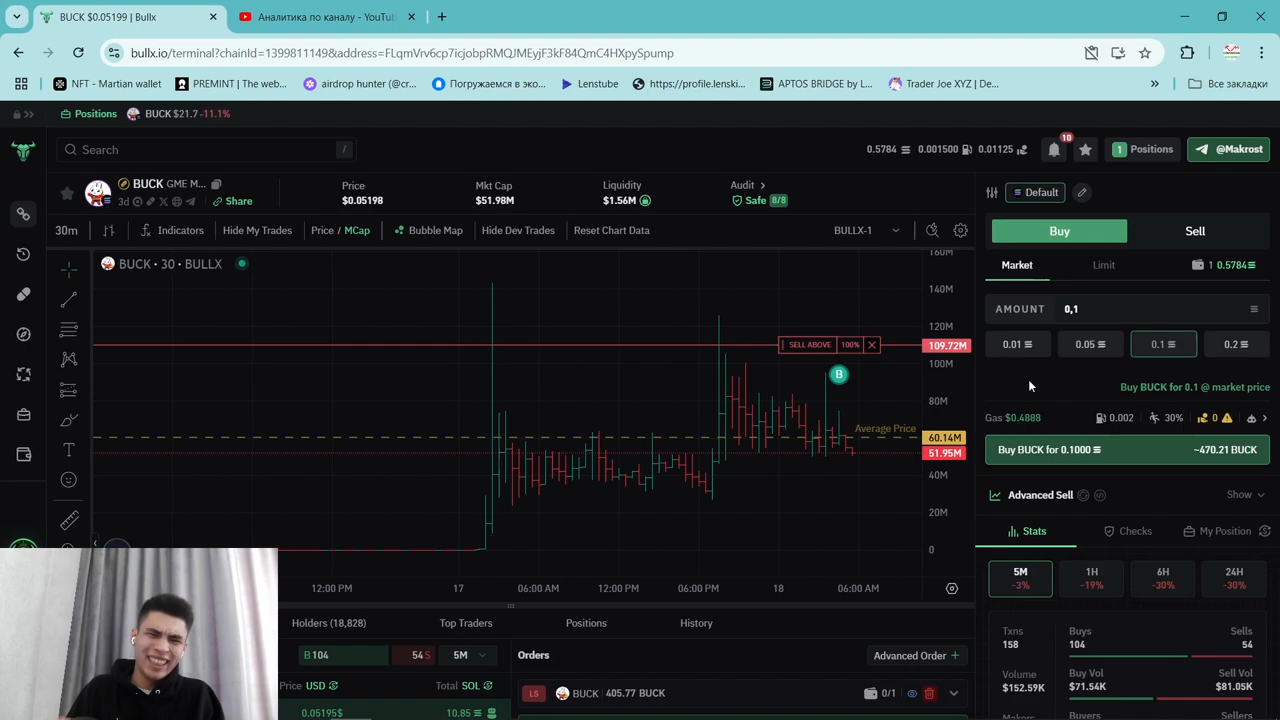 BUCK $0.05199 | Bullx
Аналитика по каналу - YouTub
bullx.io/terminal?chainId=1399811149&address=FLqmVrv6cp7icjobpRMQJMEyjF3kF84QmC4HXpySpump
NFT - Martian wallet
PREMINT | The web...
airdrop hunter (@cr...
Погружаемся в эко...
Lenstube
https://profile.lenski...
APTOS BRIDGE by L...
Trader Joe XYZ | De...
Все закладки
Positions BUCK $21.7 -11.1%
Search /
0.5784 0.001500 0.01125
10
1 Positions
@Makrost
BUCK GME M...
3d
Share
Price
$0.05198
Mkt Cap
$51.98M
Liquidity
$1.56M
Audit
Safe 8/8
Default
30m
Indicators
Hide My Trades
Price / MCap
Bubble Map
Hide Dev Trades
Reset Chart Data
BULLX-1
Buy
Sell
BUCK · 30 · BULLX
160M
140M
120M
SELL ABOVE 100%
109.72M
100M
B
80M
Average Price
60.14M
51.95M
40M
20M
0
12:00 PM
17
06:00 AM
12:00 PM
06:00 PM
18
06:00 AM
Market
Limit
1 0.5784
AMOUNT 0,1
0.01
0.05
0.1
0.2
Buy BUCK for 0.1 @ market price
Gas $0.4888
0.002
30%
0
Buy BUCK for 0.1000 ~470.21 BUCK
Advanced Sell
Show
Stats
Checks
My Position
5M
-3%
1H
-19%
6H
-30%
24H
-30%
Txns
158
Buys
104
Sells
54
Volume
$152.59K
Buy Vol
$71.54K
Sell Vol
$81.05K
Makers
Buyers
Sellers
Holders (18,828)
Top Traders
Positions
History
B 104
54 S
5M
Orders
Advanced Order +
Price USD
Total SOL
LS
BUCK 405.77 BUCK
0/1
0.05195$
10.85